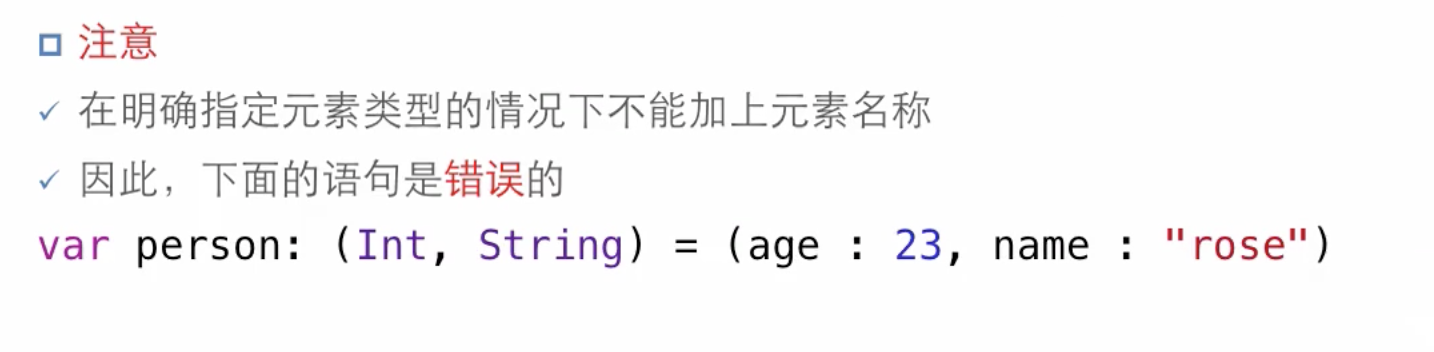 注意
在明确指定元素类型的情况下不能加上元素名称
因此，下面的语句是错误的
var person: (Int, String) = (age : 23, name : "rose")